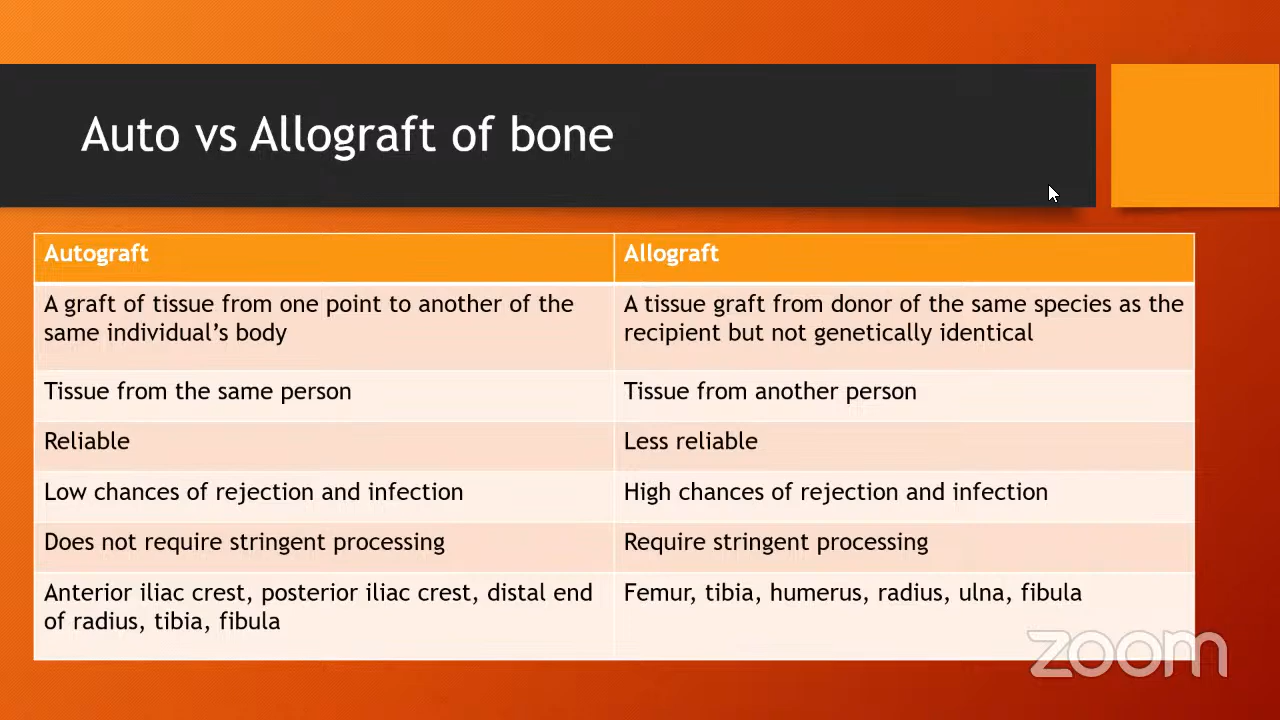 Auto vs Allograft of bone
Autograft
Allograft
A graft of tissue from one point to another of the
same individual's body
A tissue graft from donor of the same species as the
recipient but not genetically identical
Tissue from the same person
Tissue from another person
Reliable
Less reliable
Low chances of rejection and infection
High chances of rejection and infection
Does not require stringent processing
Require stringent processing
Anterior iliac crest, posterior iliac crest, distal end
of radius, tibia, fibula
Femur, tibia, humerus, radius, ulna, fibula
zoom